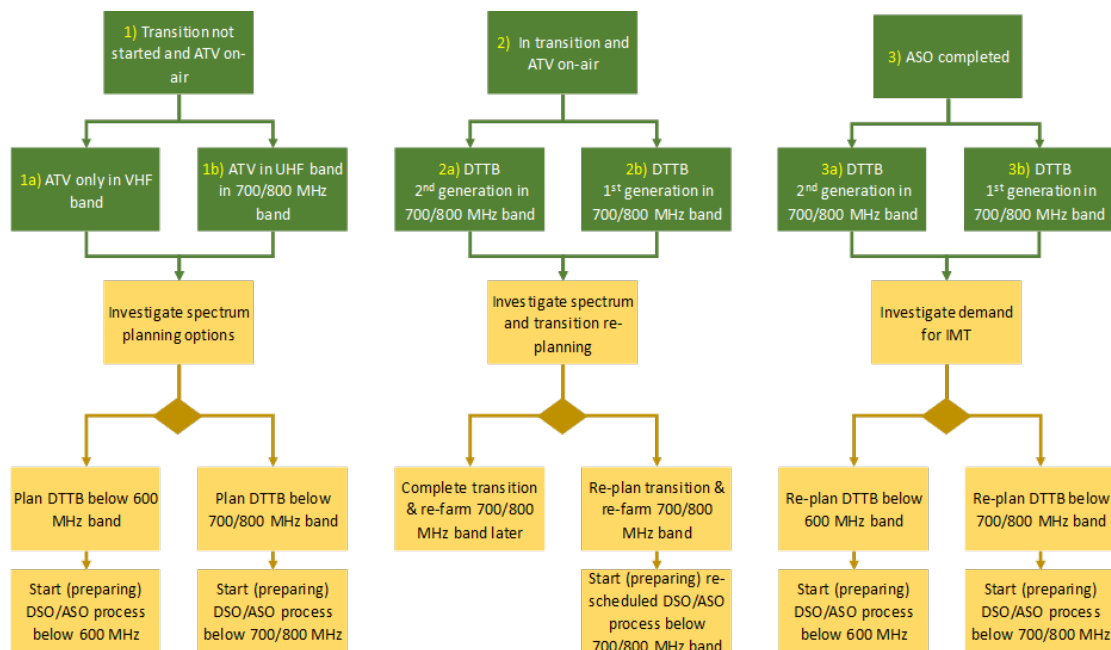 1) Transition not
started and ATV on-
air
2) In transition and
ATV on-air
3) ASO completed
1a) ATV only in VHF
band
1b) ATV in UHF band
in 700/800 MHz
band
2a) DTTB
2nd generation in
700/800 MHz band
2b) DTTB
1st generation in
700/800 MHz band
3a) DTTB
2nd generation in
700/800 MHz band
3b) DTTB
1st generation in
700/800 MHz band
Investigate spectrum
planning options
Investigate spectrum
and transition re-
planning
Investigate demand
for IMT
Plan DTTB below 600
MHz band
Plan DTTB below
700/800 MHz band
Complete transition
& re-farm 700/800
MHz band later
Re-plan transition &
re-farm 700/800
MHz band
Re-plan DTTB below
600 MHz band
Re-plan DTTB below
700/800 MHz band
Start (preparing)
DSO/ASO process
below 600 MHz
Start (preparing)
DSO/ASO process
below 700/800 MHz
Start (preparing) re-
scheduled DSO/ASO
process below
700/800 MHz band
Start (preparing)
DSO/ASO process
below 600 MHz
Start (preparing)
DSO/ASO process
below 700/800 MHz